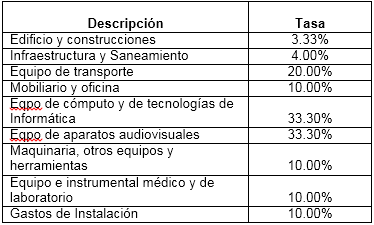 Descripción Tasa
Edificio y construcciones 3.33%
Infraestructura y Saneamiento 4.00%
Equipo de transporte 20.00%
Mobiliario y oficina 10.00%
Eqpo de cómputo y de tecnologías de
Informática 33.30%
Eqpo de aparatos audiovisuales 33.30%
Maquinaria, otros equipos y
herramientas 10.00%
Equipo e instrumental médico y de
laboratorio 10.00%
Gastos de Instalación 10.00%